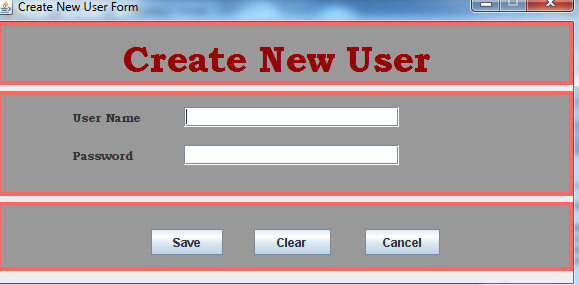 Create New User Form
Create New User
User Name
Password
Save Clear Cancel